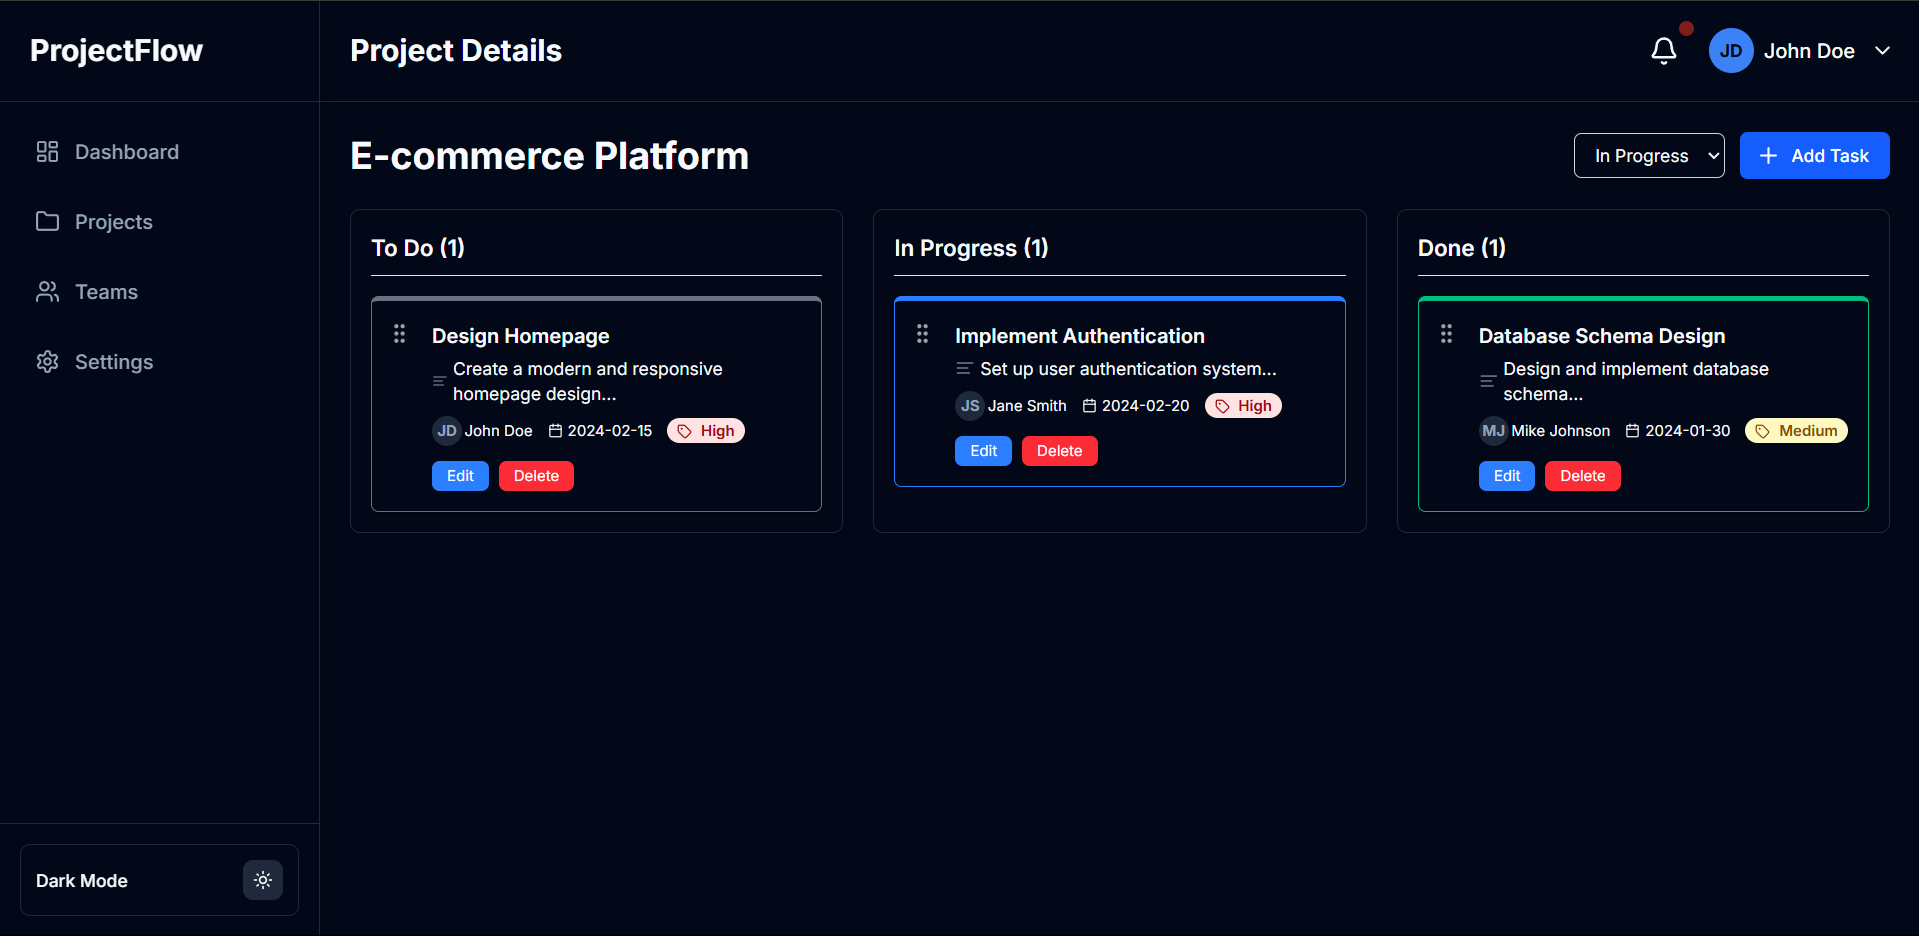 ProjectFlow
Project Details
JD John Doe
Dashboard
Projects
Teams
Settings
Dark Mode
E-commerce Platform
In Progress
Add Task
To Do (1)
Design Homepage
Create a modern and responsive
homepage design...
JD John Doe 2024-02-15 High
Edit Delete
In Progress (1)
Implement Authentication
Set up user authentication system...
JS Jane Smith 2024-02-20 High
Edit Delete
Done (1)
Database Schema Design
Design and implement database
schema...
MJ Mike Johnson 2024-01-30 Medium
Edit Delete